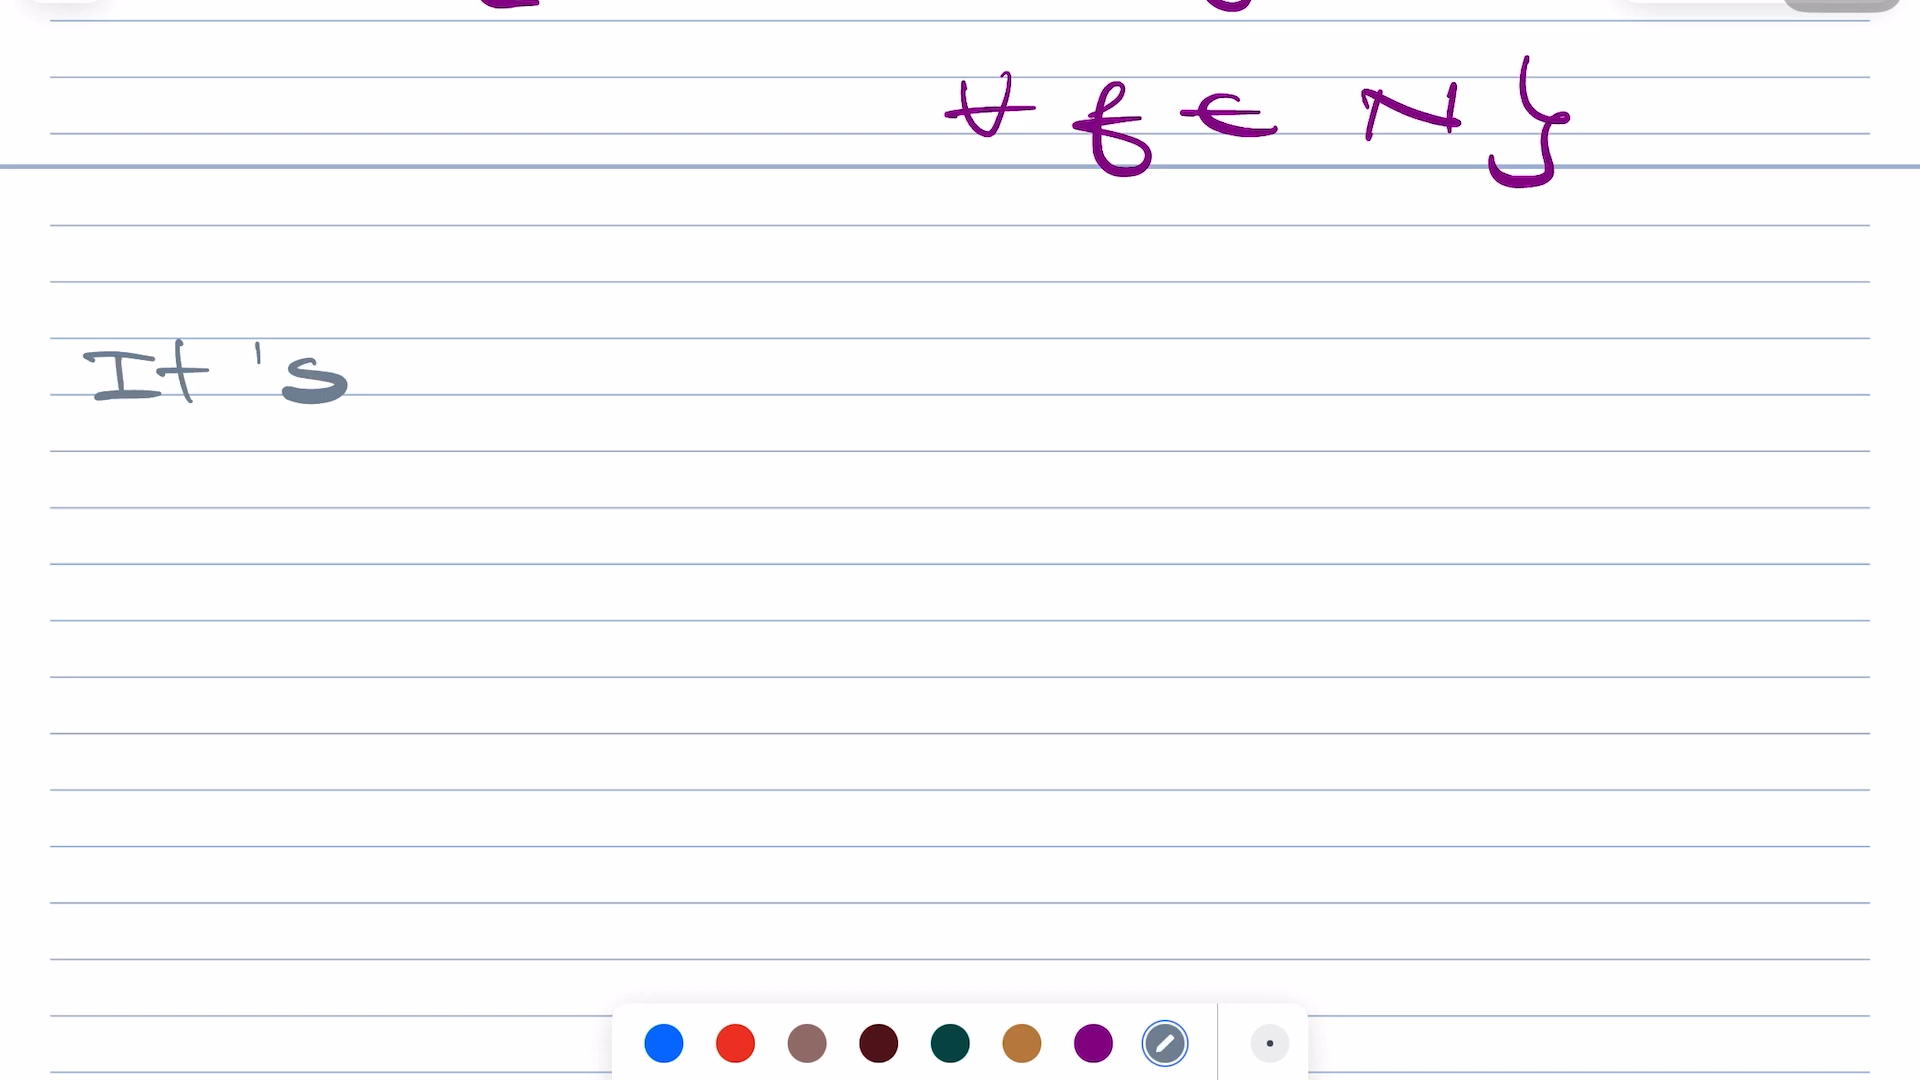 ∀ f ∈ N }
It's